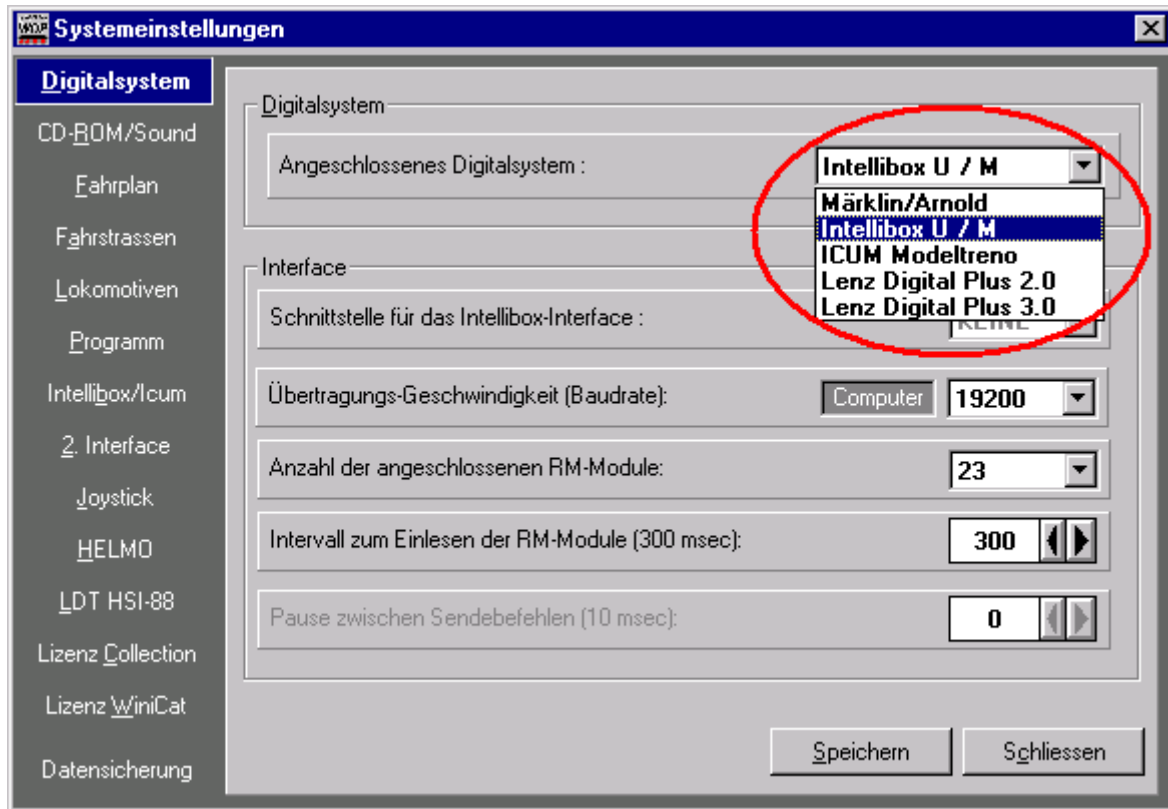 Systemeinstellungen
Digitalsystem
CD-ROM/Sound
Fahrplan
Fahrstrassen
Lokomotiven
Programm
Intellibox/Icum
2. Interface
Joystick
HELMO
LDT HSI-88
Lizenz Collection
Lizenz WiniCat
Datensicherung
Digitalsystem
Angeschlossenes Digitalsystem :
Intellibox U / M
Märklin/Arnold
Intellibox U / M
ICUM Modeltreno
Lenz Digital Plus 2.0
Lenz Digital Plus 3.0
Interface
Schnittstelle für das Intellibox-Interface :
KEINE
Übertragungs-Geschwindigkeit (Baudrate):
Computer
19200
Anzahl der angeschlossenen RM-Module:
23
Intervall zum Einlesen der RM-Module (300 msec):
300
Pause zwischen Sendebefehlen (10 msec):
0
Speichern
Schliessen